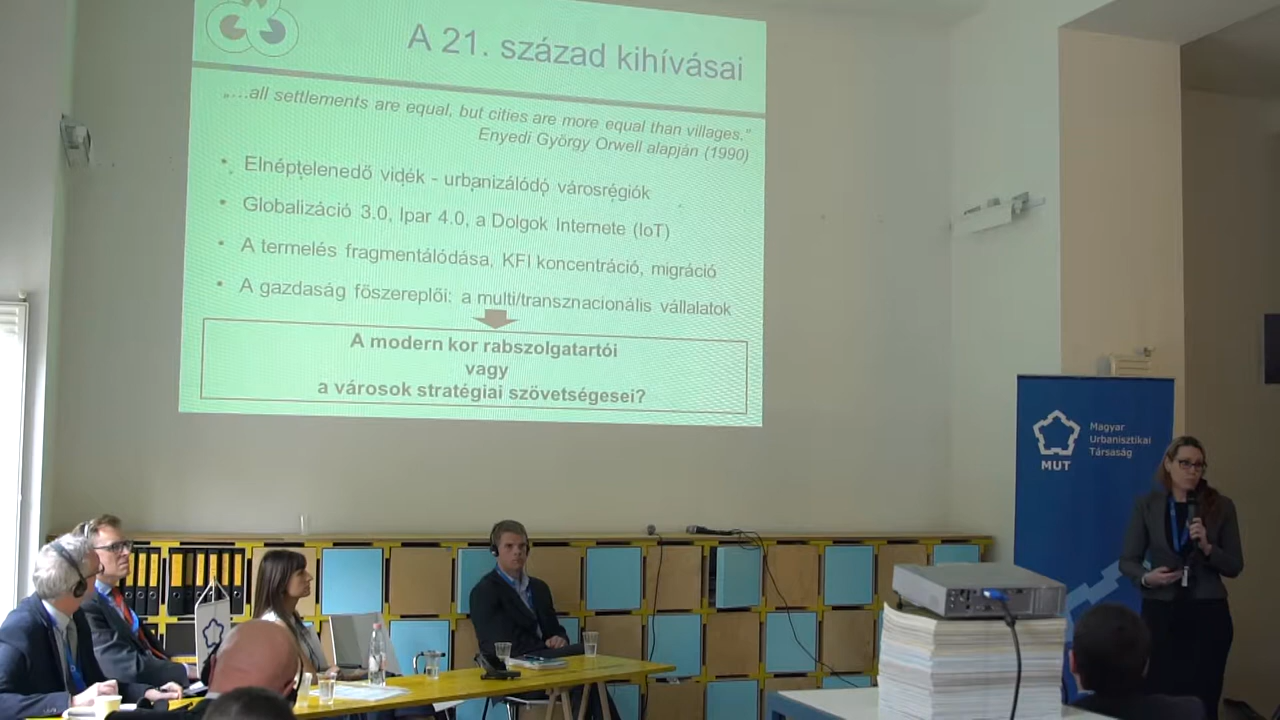 A 21. század kihívásai
„…all settlements are equal, but cities are more equal than villages.”
Enyedi György Orwell alapján (1990)
• Elnéptelenedő vidék - urbanizálódó városrégiók
• Globalizáció 3.0, Ipar 4.0, a Dolgok Internete (IoT)
• A termelés fragmentálódása, KFI koncentráció, migráció
• A gazdaság főszereplői: a multi/transznacionális vállalatok
A modern kor rabszolgatartói
vagy
a városok stratégiai szövetségesei?
Magyar
Urbanisztikai
Társaság
MUT